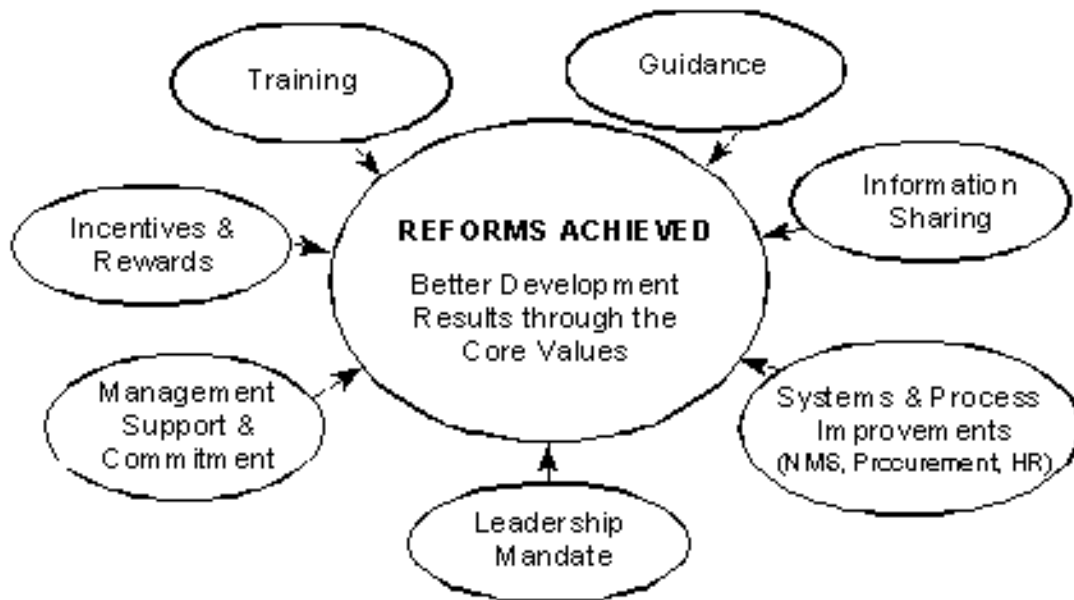 Training
Guidance
Information
Sharing
Incentives &
Rewards
REFORMS ACHIEVED
Better Development
Results through the
Core Values
Management
Support &
Commitment
Systems & Process
Improvements
(NMS, Procurement, HR)
Leadership
Mandate